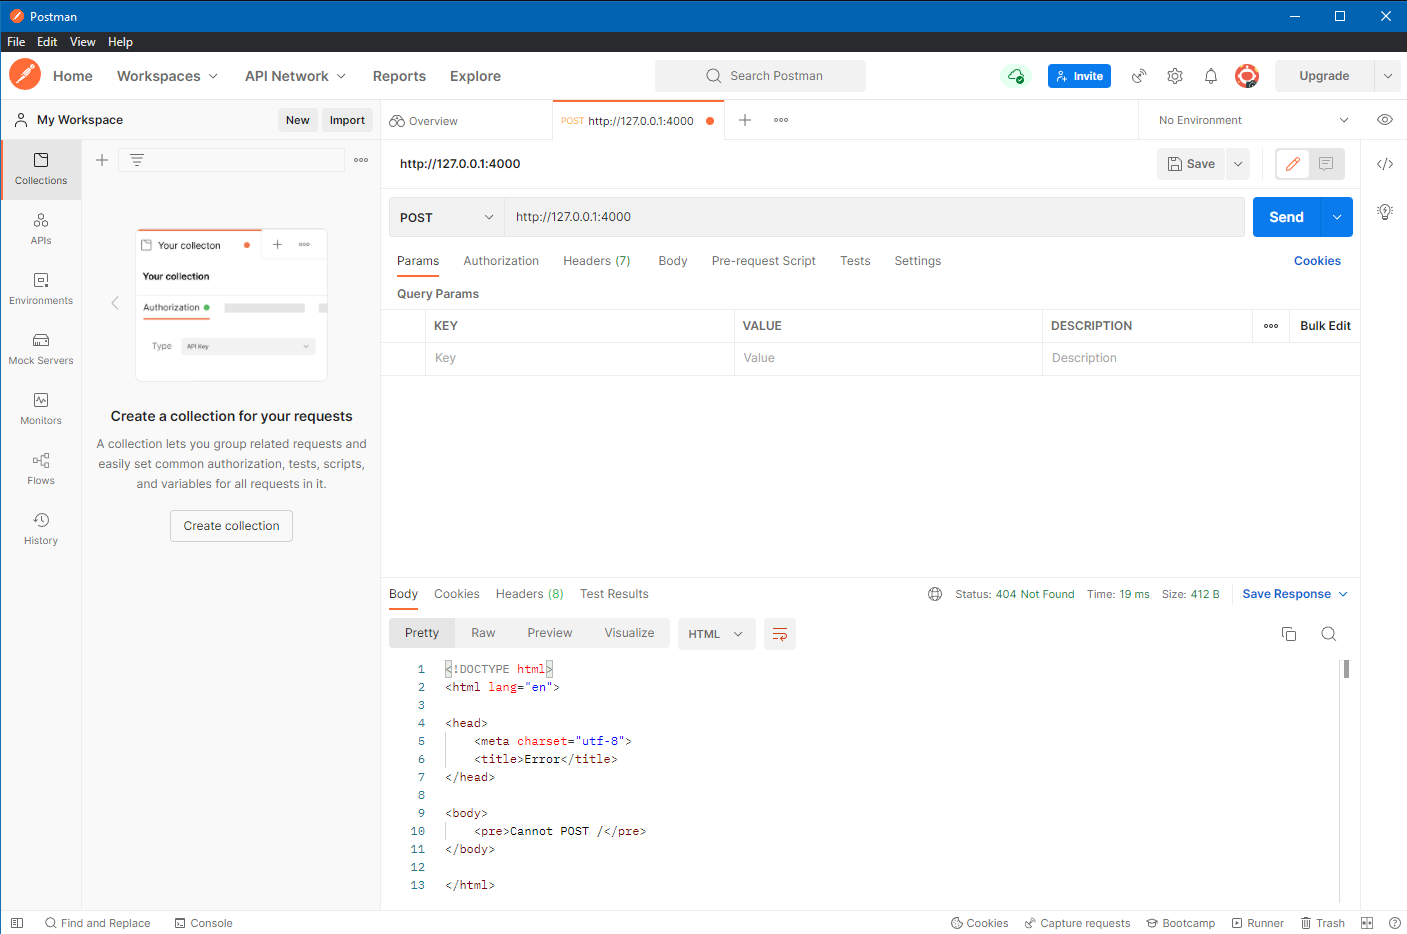 Postman
File Edit View Help
Home Workspaces API Network Reports Explore Search Postman Invite Upgrade
My Workspace New Import Overview POST http://127.0.0.1:4000 No Environment
http://127.0.0.1:4000 Save
POST http://127.0.0.1:4000 Send
Params Authorization Headers (7) Body Pre-request Script Tests Settings Cookies
Query Params
KEY VALUE DESCRIPTION Bulk Edit
Key Value Description
Collections
APIs
Environments
Mock Servers
Monitors
Flows
History
Your collecton
Your collection
Authorization
Type API Key
Create a collection for your requests
A collection lets you group related requests and
easily set common authorization, tests, scripts,
and variables for all requests in it.
Create collection
Body Cookies Headers (8) Test Results Status: 404 Not Found Time: 19 ms Size: 412 B Save Response
Pretty Raw Preview Visualize HTML
1 <!DOCTYPE html>
2 <html lang="en">
3
4 <head>
5 <meta charset="utf-8">
6 <title>Error</title>
7 </head>
8
9 <body>
10 <pre>Cannot POST /</pre>
11 </body>
12
13 </html>
Find and Replace Console Cookies Capture requests Bootcamp Runner Trash